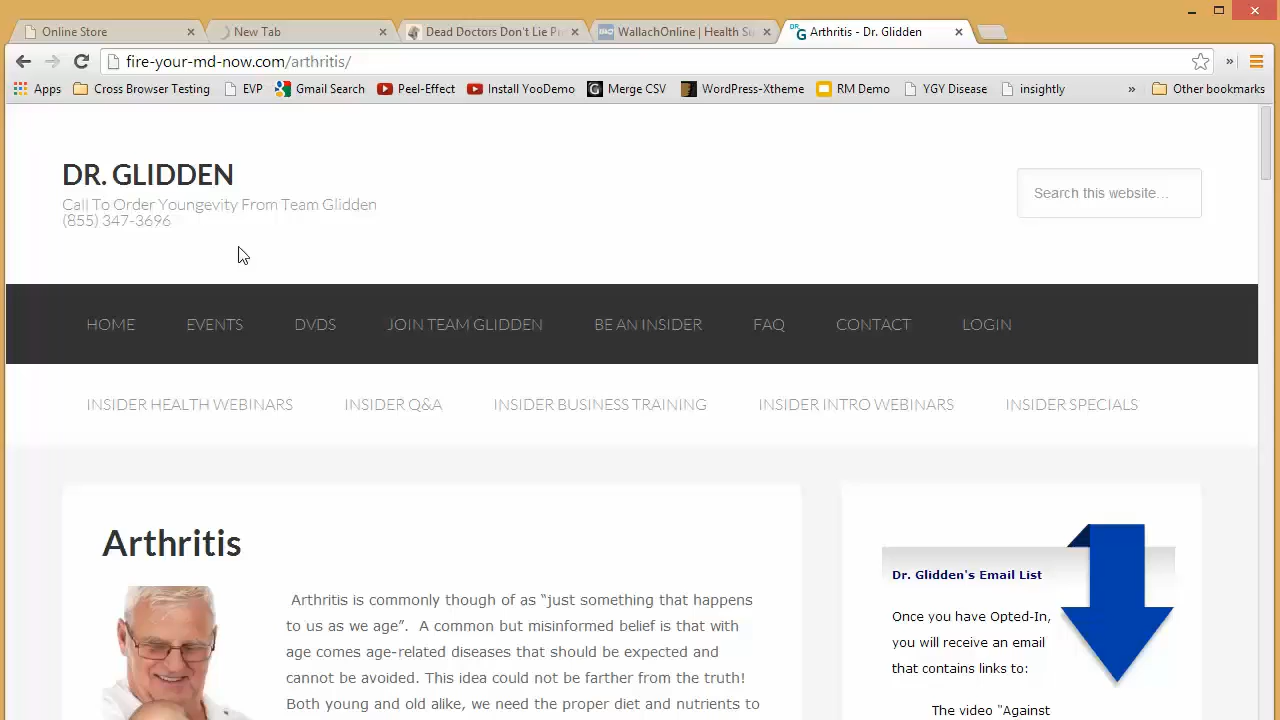 Online Store
New Tab
Dead Doctors Don't Lie Pu
WallachOnline | Health Su
Arthritis - Dr. Glidden
fire-your-md-now.com/arthritis/
Apps
Cross Browser Testing
EVP
Gmail Search
Peel-Effect
Install YooDemo
Merge CSV
WordPress-Xtheme
RM Demo
YGY Disease
insightly
»
Other bookmarks
DR. GLIDDEN
Call To Order Youngevity From Team Glidden
(855) 347-3696
Search this website...
HOME
EVENTS
DVDS
JOIN TEAM GLIDDEN
BE AN INSIDER
FAQ
CONTACT
LOGIN
INSIDER HEALTH WEBINARS
INSIDER Q&A
INSIDER BUSINESS TRAINING
INSIDER INTRO WEBINARS
INSIDER SPECIALS
Arthritis
Arthritis is commonly though of as “just something that happens
to us as we age”. A common but misinformed belief is that with
age comes age-related diseases that should be expected and
cannot be avoided. This idea could not be farther from the truth!
Both young and old alike, we need the proper diet and nutrients to
Dr. Glidden's Email List
Once you have Opted-In,
you will receive an email
that contains links to:
The video "Against